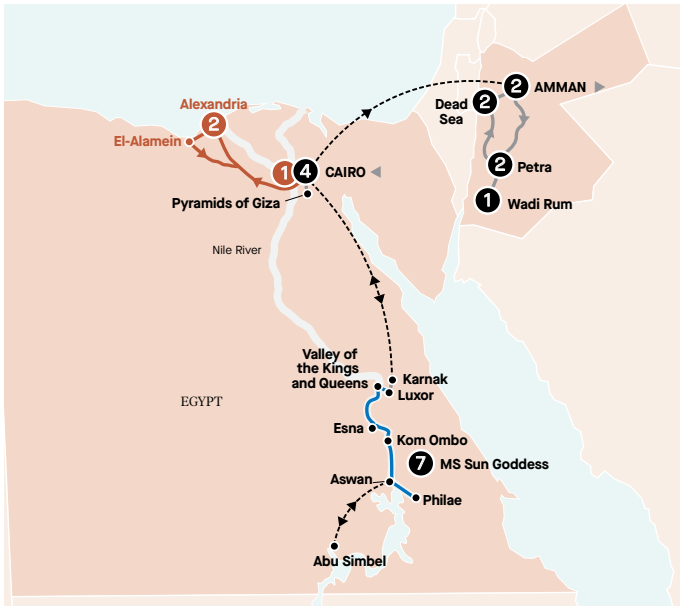 Alexandria
2
El-Alamein
1
4
CAIRO
Pyramids of Giza
Nile River
2
AMMAN
Dead
Sea
2
2
Petra
1
Wadi Rum
Valley of
the Kings
and Queens
Karnak
Luxor
EGYPT
Esna
Kom Ombo
7
MS Sun Goddess
Aswan
Philae
Abu Simbel